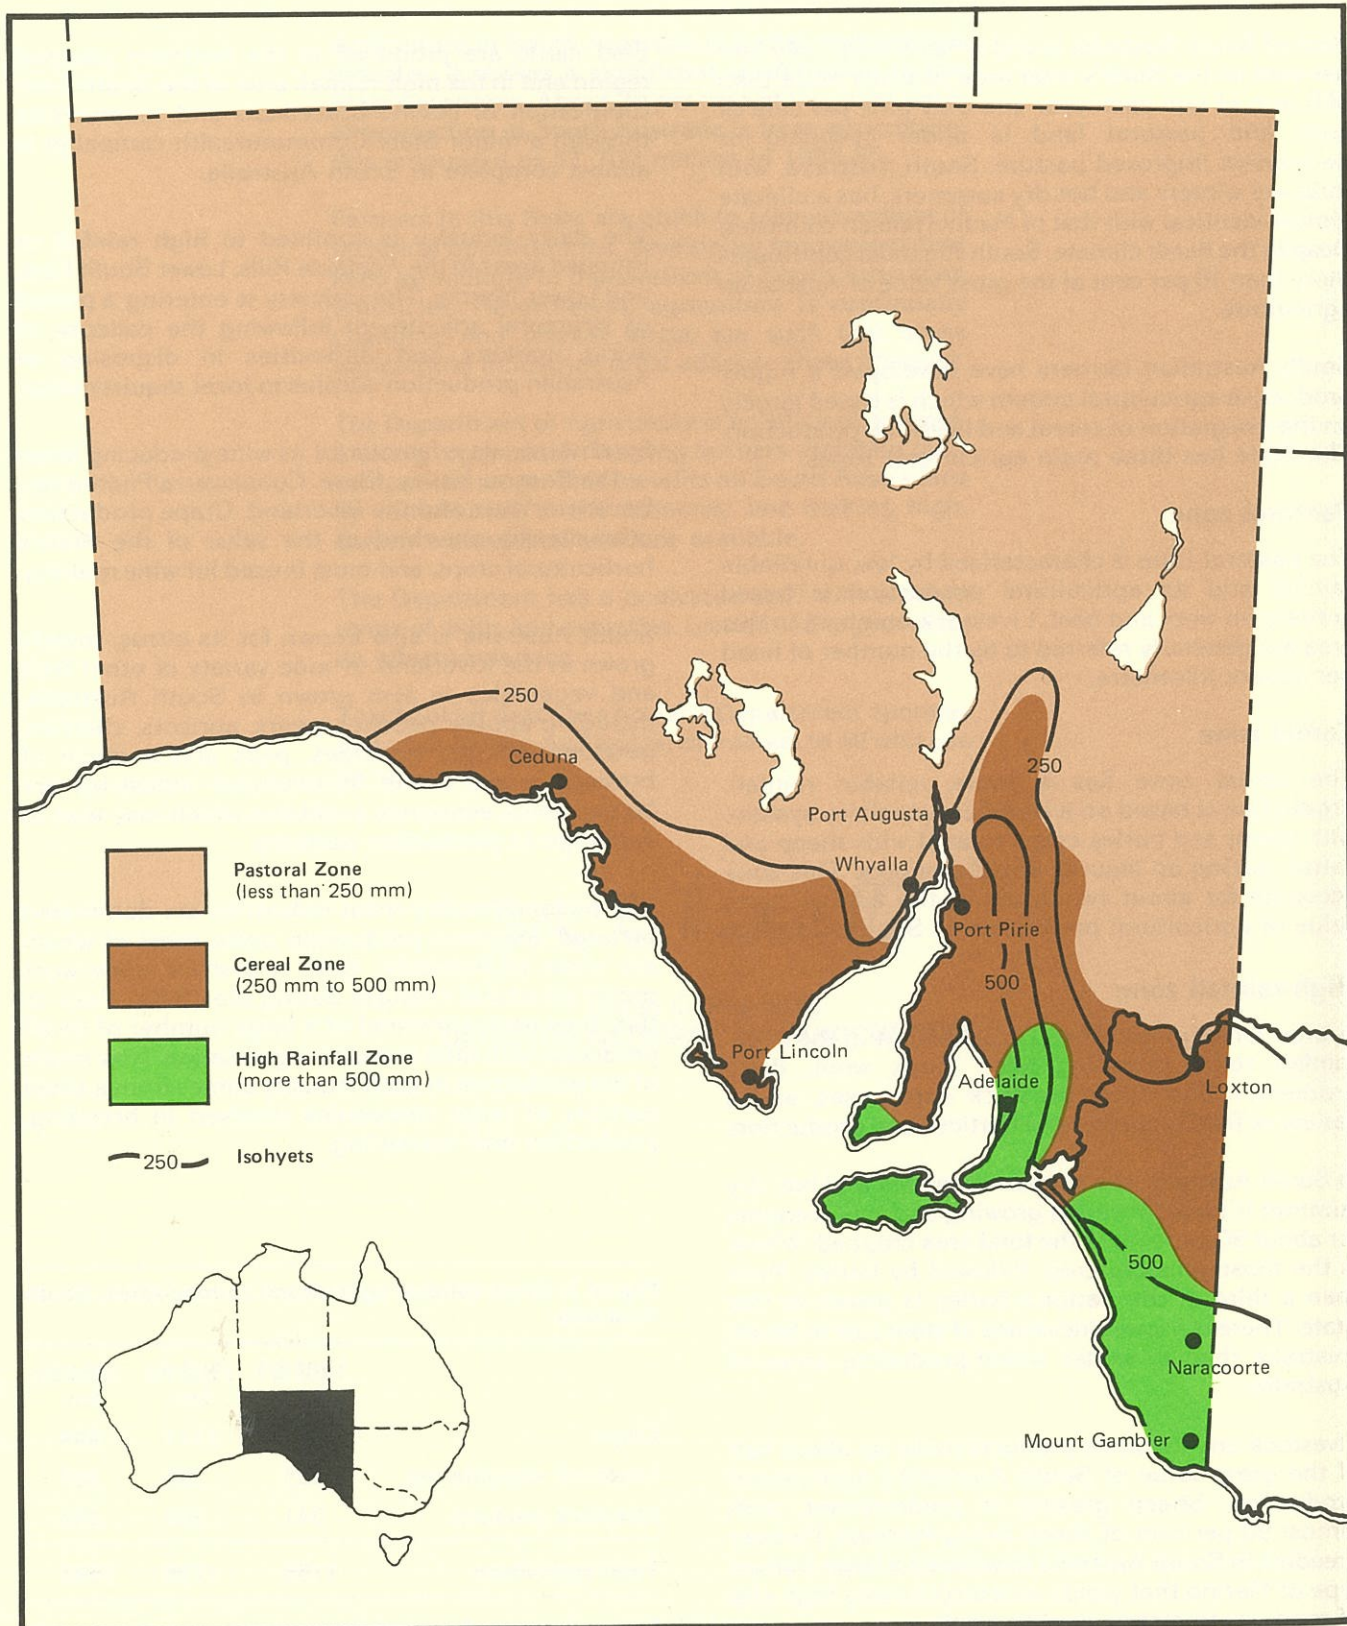 250
Ceduna
250
Port Augusta
Whyalla
Pastoral Zone
(less than 250 mm)
Port Pirie
Cereal Zone
(250 mm to 500 mm)
500
Port Lincoln
High Rainfall Zone
(more than 500 mm)
Adelaide
Loxton
250 Isohyets
500
Naracoorte
Mount Gambier